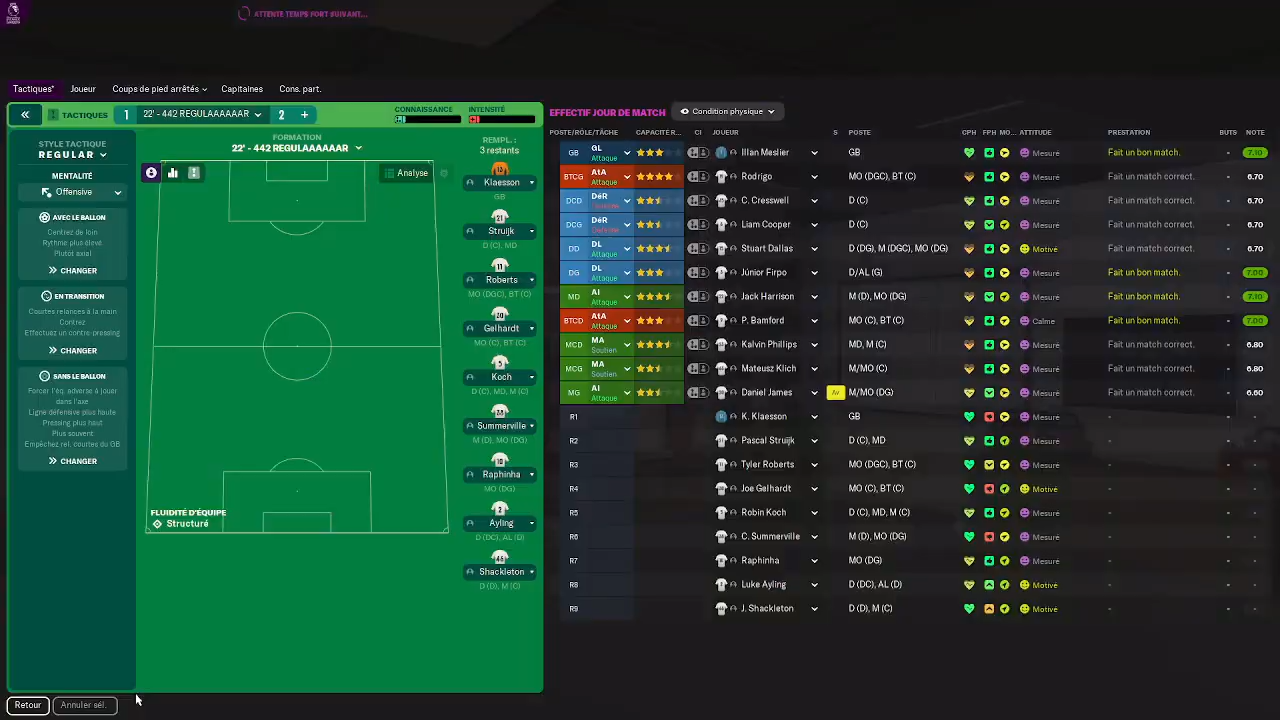 ATTENTE TEMPS FORT SUIVANT...
Tactiques* Joueur Coups de pied arrêtés Capitaines Cons. part.
TACTIQUES 1 22' - 442 REGULAAAAAAR 2 +
CONNAISSANCE INTENSITÉ
STYLE TACTIQUE
REGULAR
MENTALITÉ
Offensive
AVEC LE BALLON
Centrez de loin
Rythme plus élevé
Plutôt axial
CHANGER
EN TRANSITION
Courtes relances à la main
Contrez
Effectuez un contre-pressing
CHANGER
SANS LE BALLON
Forcer l'éq. adverse à jouer
dans l'axe
Ligne défensive plus haute
Pressing plus haut
Plus souvent
Empêchez rel. courtes du GB
CHANGER
FORMATION
22' - 442 REGULAAAAAAR
Analyse
FLUIDITÉ D'ÉQUIPE
Structuré
REMPL. :
3 restants
13
Klaesson
GB
21
Struijk
D (C), MD
11
Roberts
MO (DGC), BT (C)
30
Gelhardt
MO (C), BT (C)
5
Koch
D (C), MD, M (C)
38
Summerville
M (D), MO (DG)
10
Raphinha
MO (DG)
2
Ayling
D (DC), AL (D)
46
Shackleton
D (D), M (C)
EFFECTIF JOUR DE MATCH Condition physique
POSTE/RÔLE/TÂCHE CAPACITÉ R... CI JOUEUR S POSTE CPH FPH MO... ATTITUDE PRESTATION BUTS NOTE
GB GL Attaque Illan Meslier GB Mesuré Fait un bon match. - 7.10
BTCG AtA Attaque Rodrigo MO (DGC), BT (C) Mesuré Fait un match correct. - 6.70
DCD DéR C. Cresswell D (C) Mesuré Fait un match correct. - 6.70
DCG DéR Liam Cooper D (C) Mesuré Fait un match correct. - 6.70
DD DL Attaque Stuart Dallas D (DG), M (DGC), MO (DG) Motivé Fait un match correct. - 6.70
DG DL Attaque Júnior Firpo D/AL (G) Mesuré Fait un bon match. - 7.00
MD AI Attaque Jack Harrison M (D), MO (DG) Mesuré Fait un bon match. - 7.10
BTCD AtA Attaque P. Bamford MO (C), BT (C) Calme Fait un bon match. - 7.00
MCD MA Soutien Kalvin Phillips MD, M (C) Mesuré Fait un match correct. - 6.80
MCG MA Soutien Mateusz Klich M/MO (C) Mesuré Fait un match correct. - 6.80
MG AI Attaque Daniel James Av M/MO (DG) Mesuré Fait un match correct. - 6.60
R1 K. Klaesson GB Mesuré - - -
R2 Pascal Struijk D (C), MD Mesuré - - -
R3 Tyler Roberts MO (DGC), BT (C) Mesuré - - -
R4 Joe Gelhardt MO (C), BT (C) Motivé - - -
R5 Robin Koch D (C), MD, M (C) Mesuré - - -
R6 C. Summerville M (D), MO (DG) Mesuré - - -
R7 Raphinha MO (DG) Mesuré - - -
R8 Luke Ayling D (DC), AL (D) Motivé - - -
R9 J. Shackleton D (D), M (C) Motivé - - -
Retour Annuler sél.